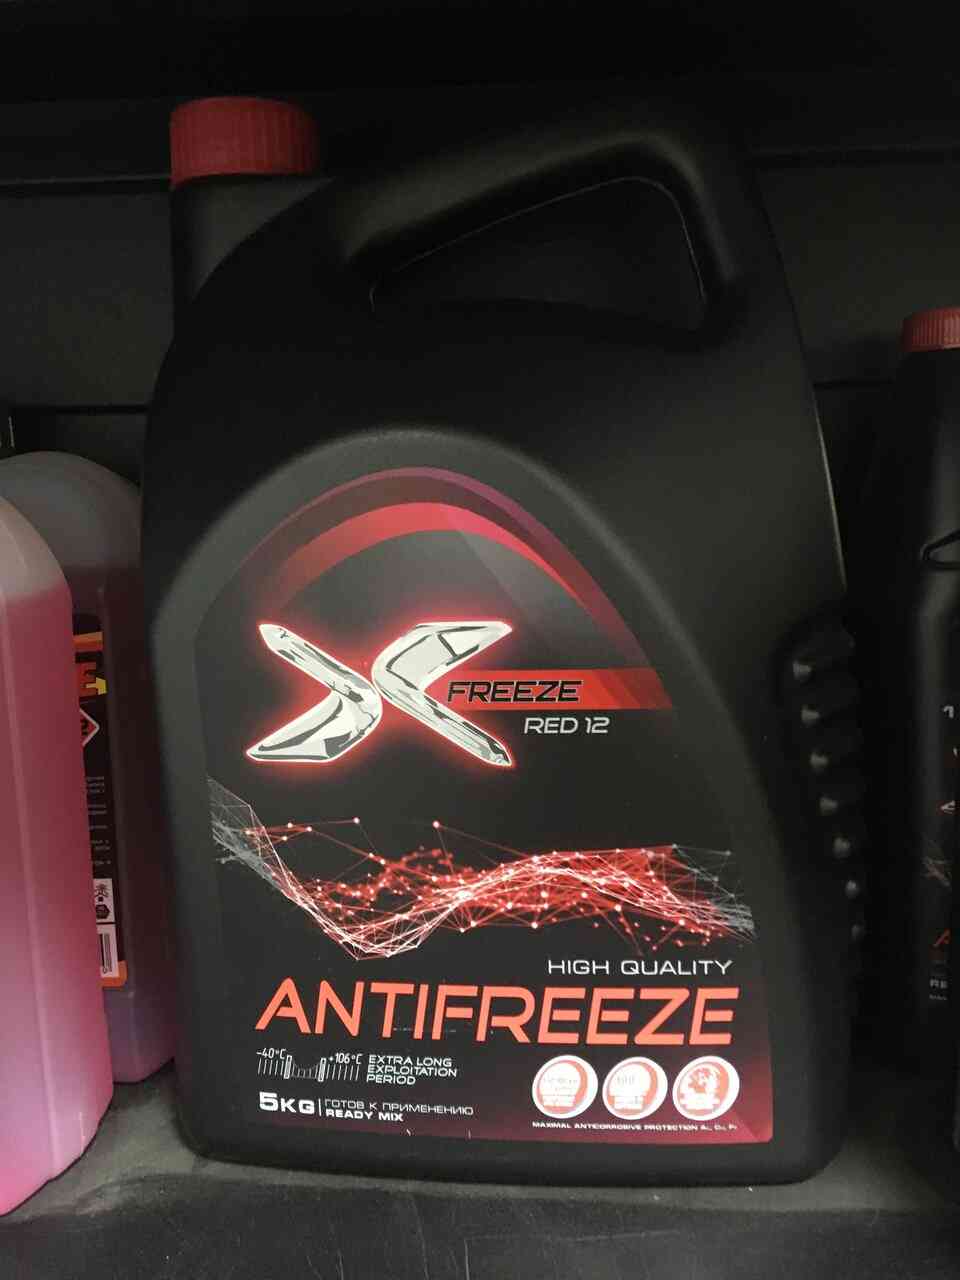 X FREEZE
RED 12
HIGH QUALITY
ANTIFREEZE
-40°C +106°C
EXTRA LONG
EXPLOITATION
PERIOD
5KG ГОТОВ К ПРИМЕНЕНИЮ
READY MIX
MAXIMAL ANTICORROSIVE PROTECTION